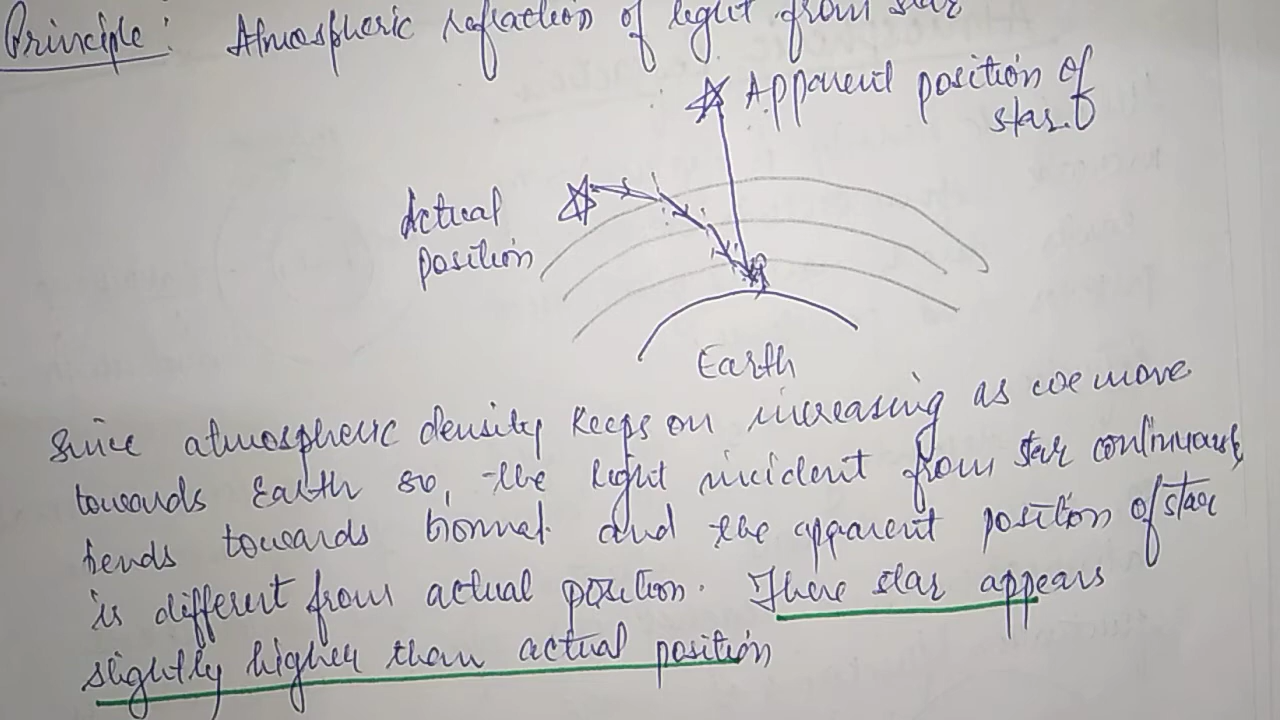 Principle: Atmospheric refraction of light from star
Apparent position of
star.
Actual
position
Earth
Since atmospheric density keeps on increasing as we move
towards Earth so, the light incident from star continuously
bends towards normal and the apparent position of star
is different from actual position. There star appears
slightly higher than actual position